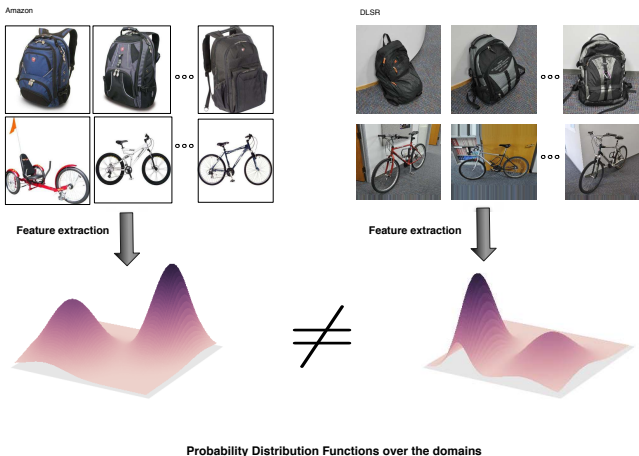 Amazon
DLSR
Feature extraction
Feature extraction
Probability Distribution Functions over the domains